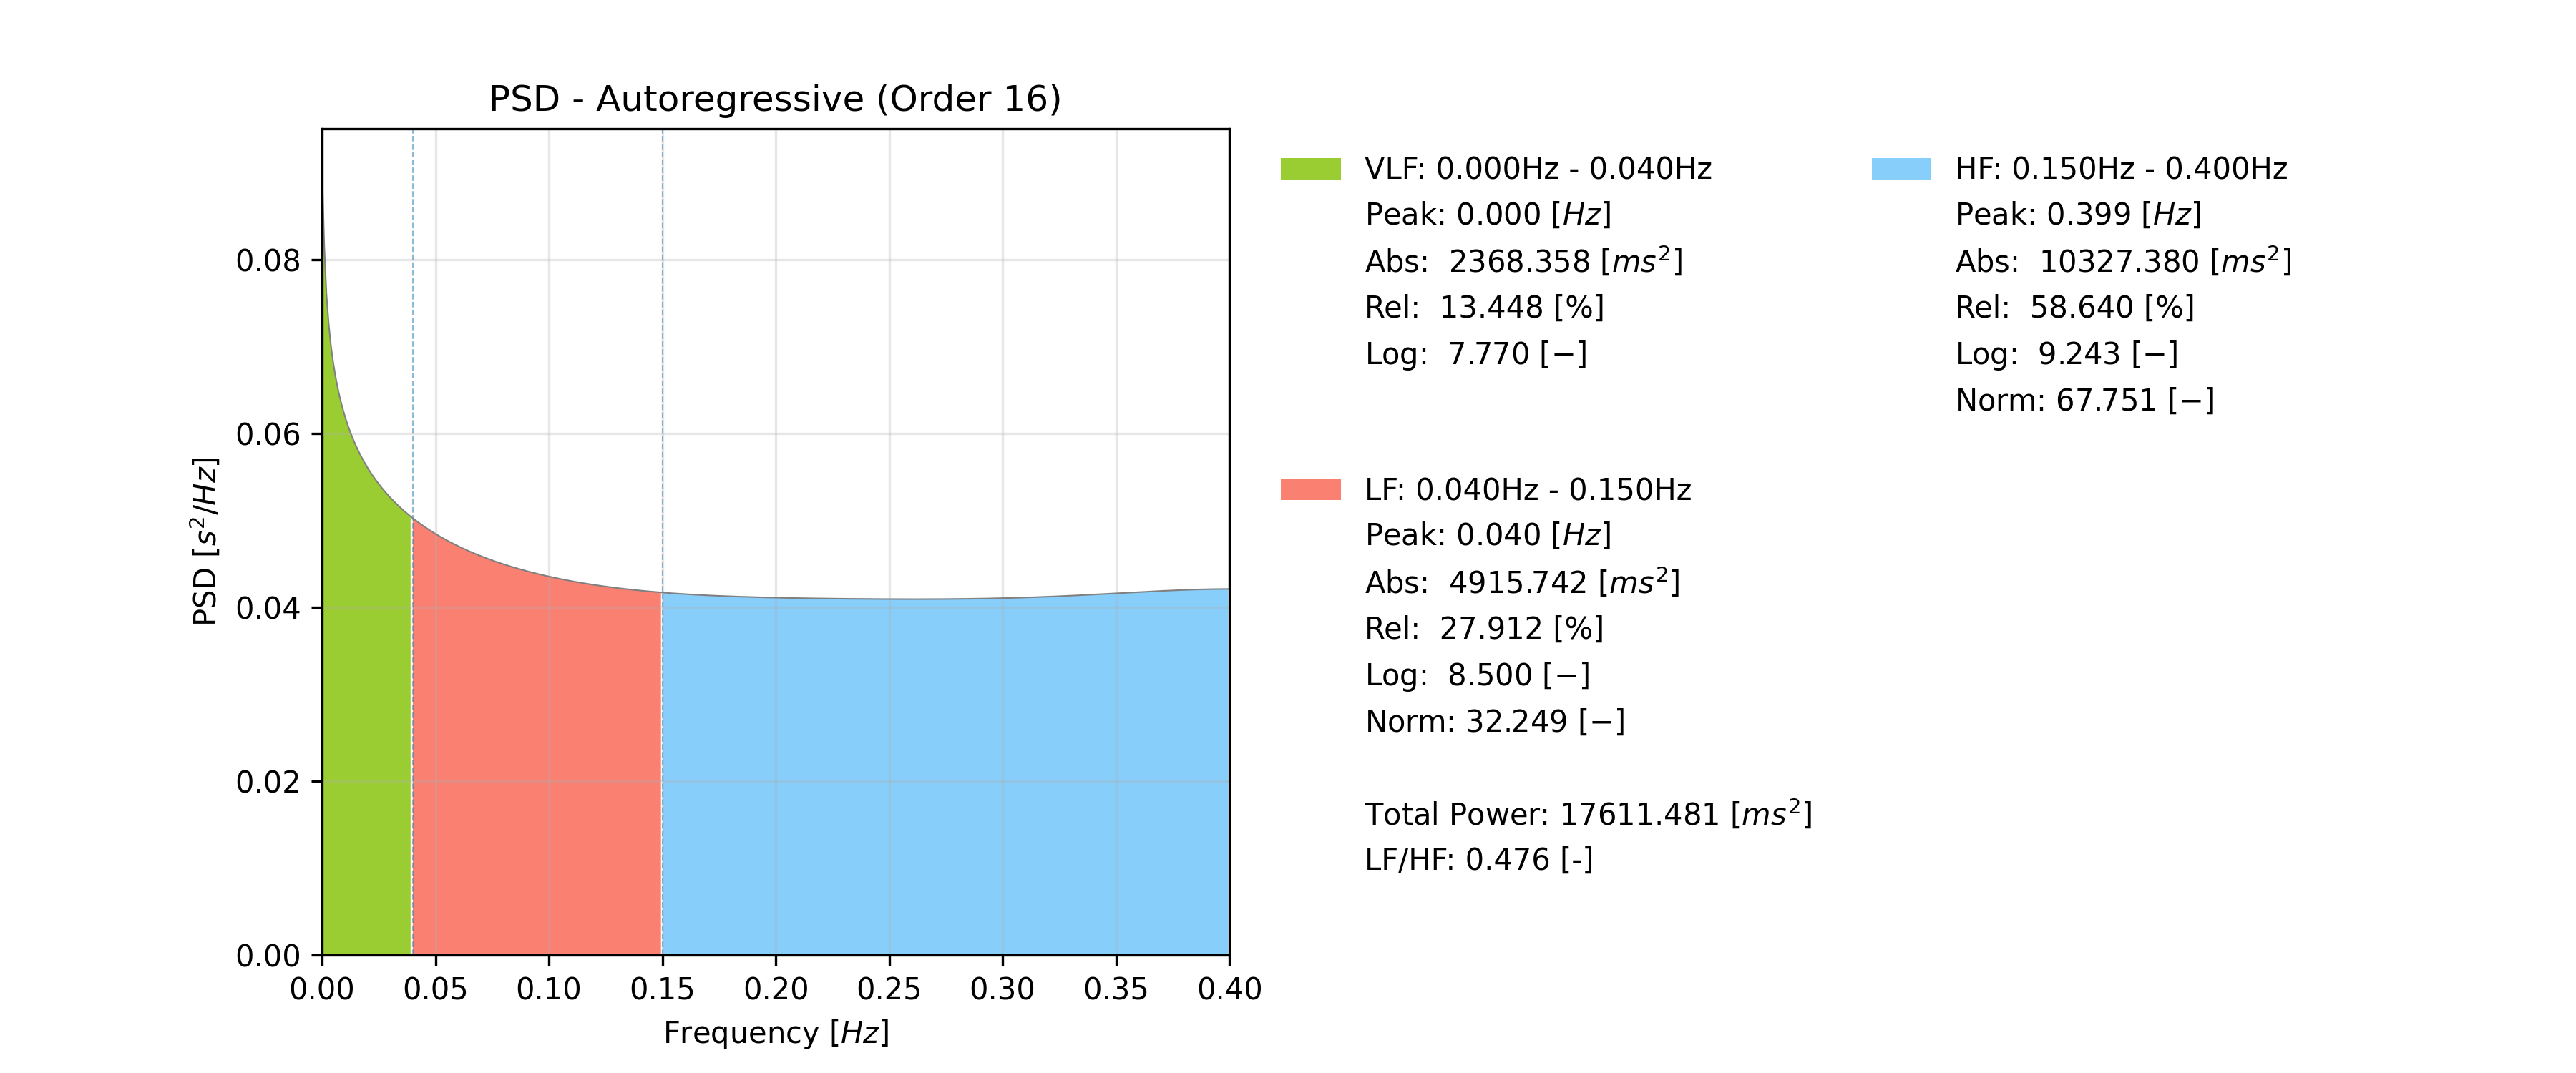 PSD - Autoregressive (Order 16)
PSD [s²/Hz]
0.08
0.06
0.04
0.02
0.00
0.00 0.05 0.10 0.15 0.20 0.25 0.30 0.35 0.40
Frequency [Hz]
VLF: 0.000Hz - 0.040Hz
Peak: 0.000 [Hz]
Abs: 2368.358 [ms²]
Rel: 13.448 [%]
Log: 7.770 [−]
LF: 0.040Hz - 0.150Hz
Peak: 0.040 [Hz]
Abs: 4915.742 [ms²]
Rel: 27.912 [%]
Log: 8.500 [−]
Norm: 32.249 [−]
Total Power: 17611.481 [ms²]
LF/HF: 0.476 [-]
HF: 0.150Hz - 0.400Hz
Peak: 0.399 [Hz]
Abs: 10327.380 [ms²]
Rel: 58.640 [%]
Log: 9.243 [−]
Norm: 67.751 [−]